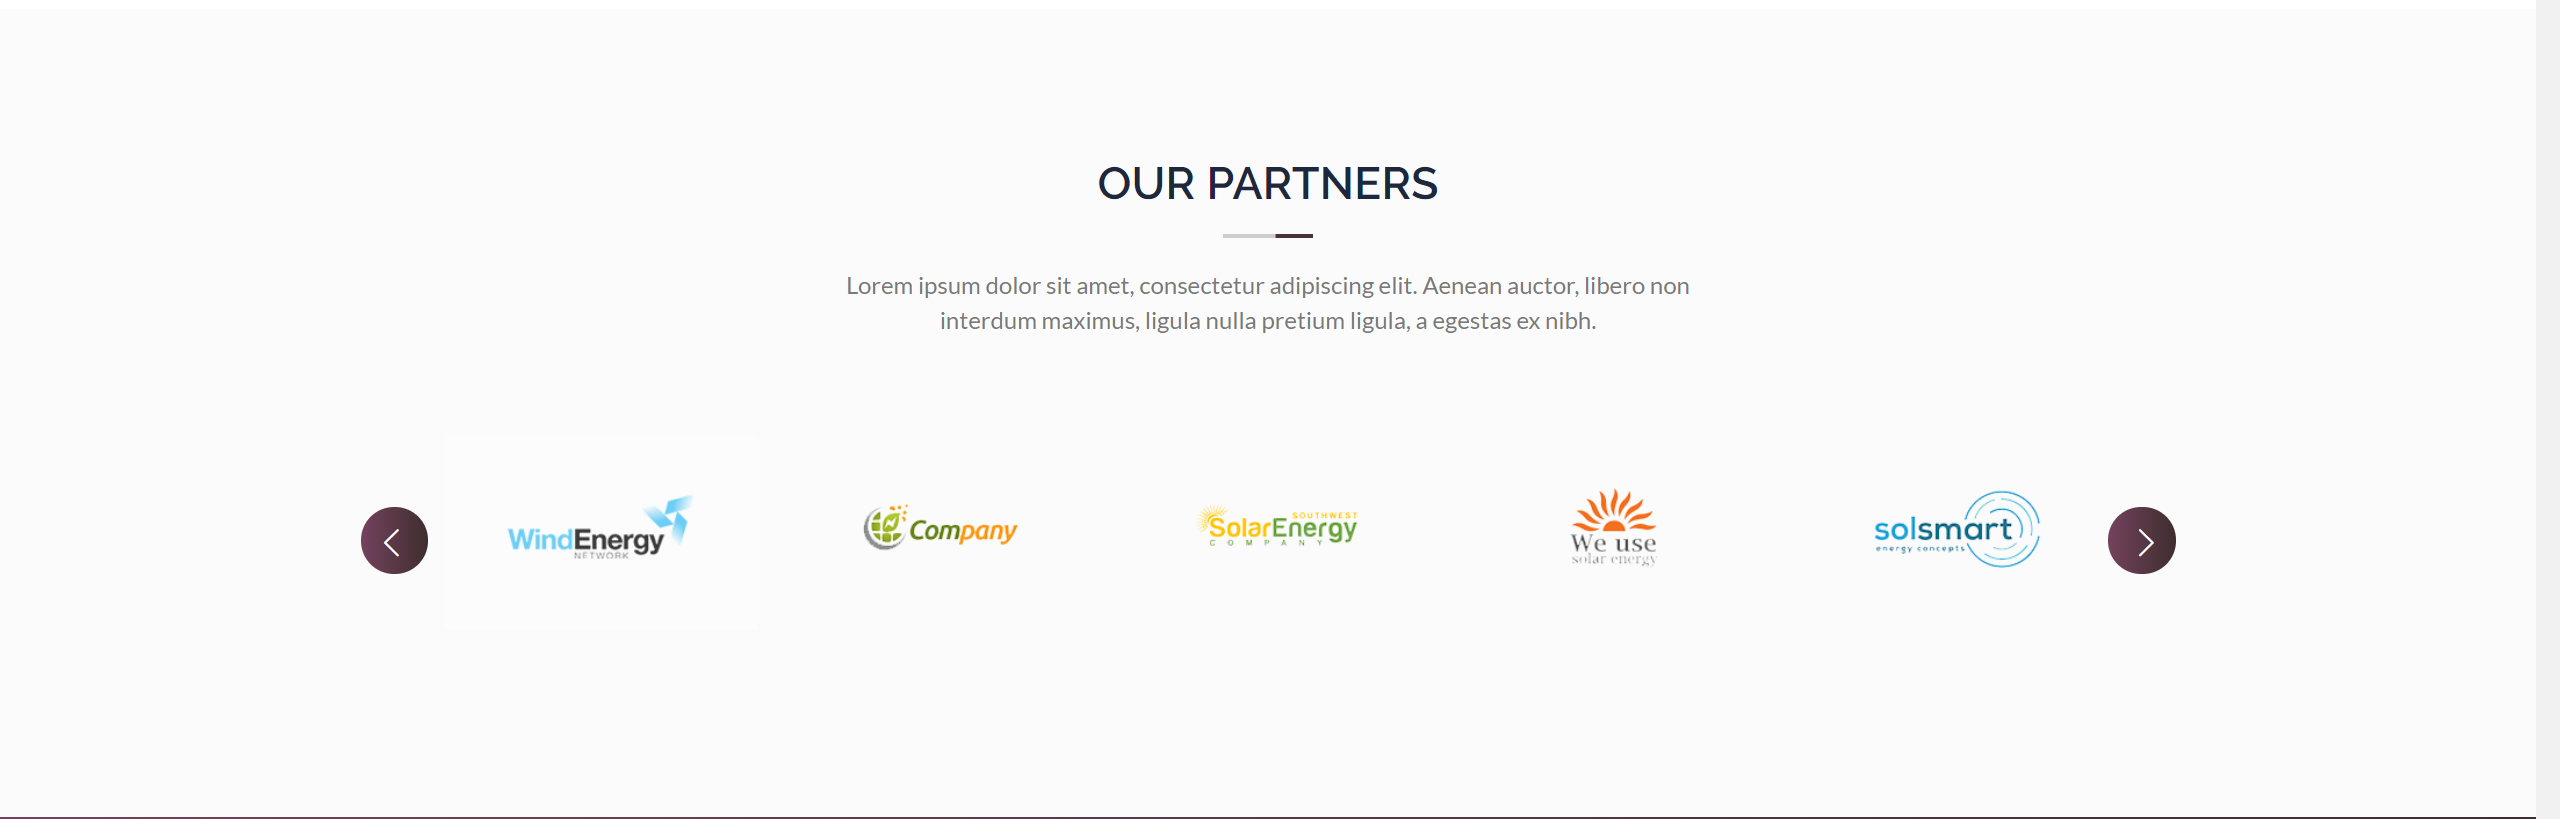 OUR PARTNERS
Lorem ipsum dolor sit amet, consectetur adipiscing elit. Aenean auctor, libero non
interdum maximus, ligula nulla pretium ligula, a egestas ex nibh.
WindEnergy
NETWORK
Company
SOUTHWEST
SolarEnergy
COMPANY
We use
solar energy
solsmart
energy concepts